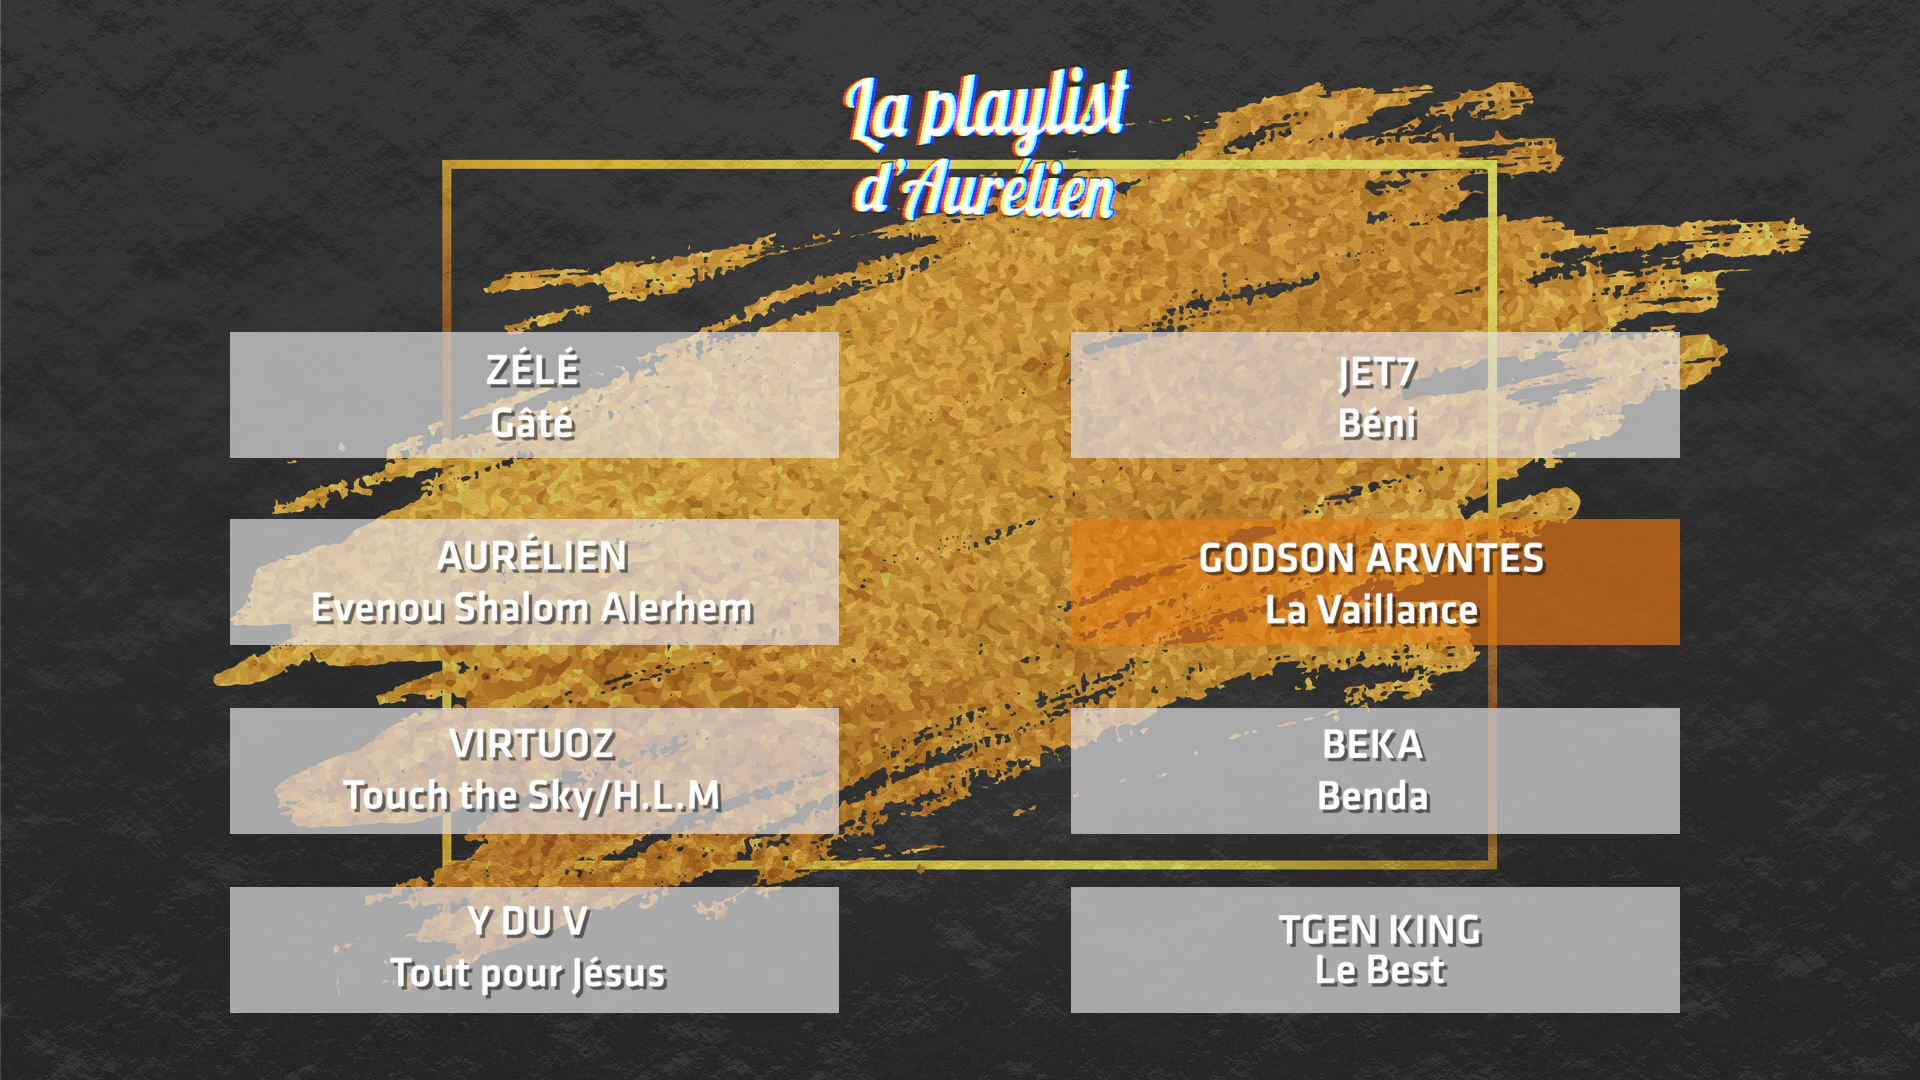 La playlist
d'Aurélien
ZÉLÉ
Gâté
JET7
Béni
AURÉLIEN
Evenou Shalom Alerhem
GODSON ARVNTES
La Vaillance
VIRTUOZ
Touch the Sky/H.L.M
BEKA
Benda
Y DU V
Tout pour Jésus
TGEN KING
Le Best